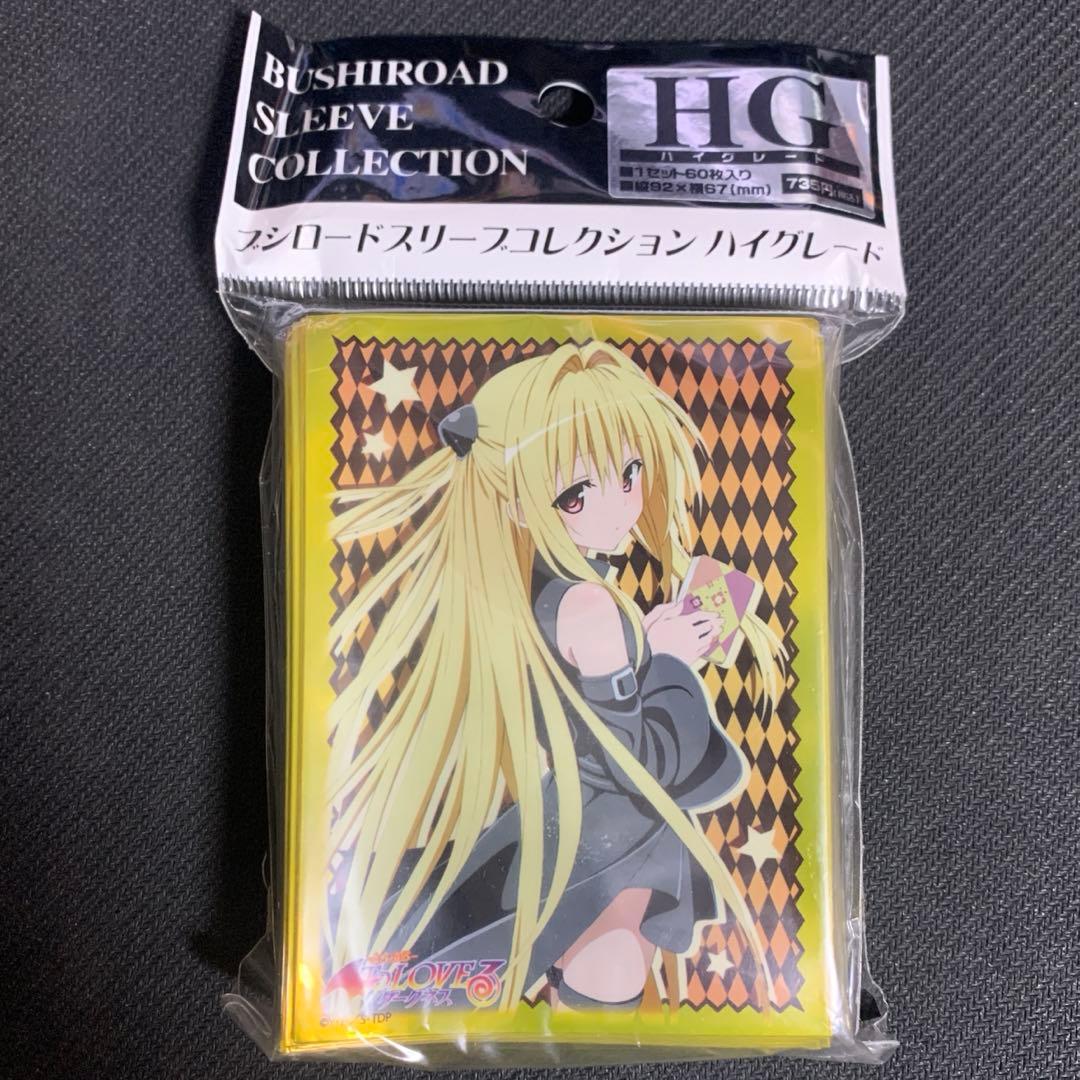 BUSHIROAD
SLEEVE
COLLECTION
HG
ハイグレード
■1セット60枚入り
■縦92×横67(mm)
735円(税込)
ブシロードスリーブコレクション ハイグレード
ToLOVEる
ダークネス
TDP